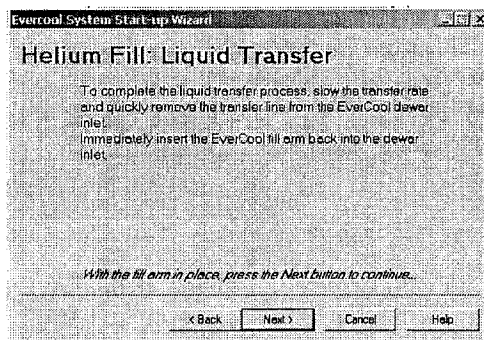 Evercool System Start-up Wizard
Helium Fill: Liquid Transfer
To complete the liquid transfer process, slow the transfer rate
and quickly remove the transfer line from the EverCool dewar
inlet.
Immediately insert the EverCool fill arm back into the dewar
inlet.
With the fill arm in place, press the Next button to continue...
< Back
Next >
Cancel
Help